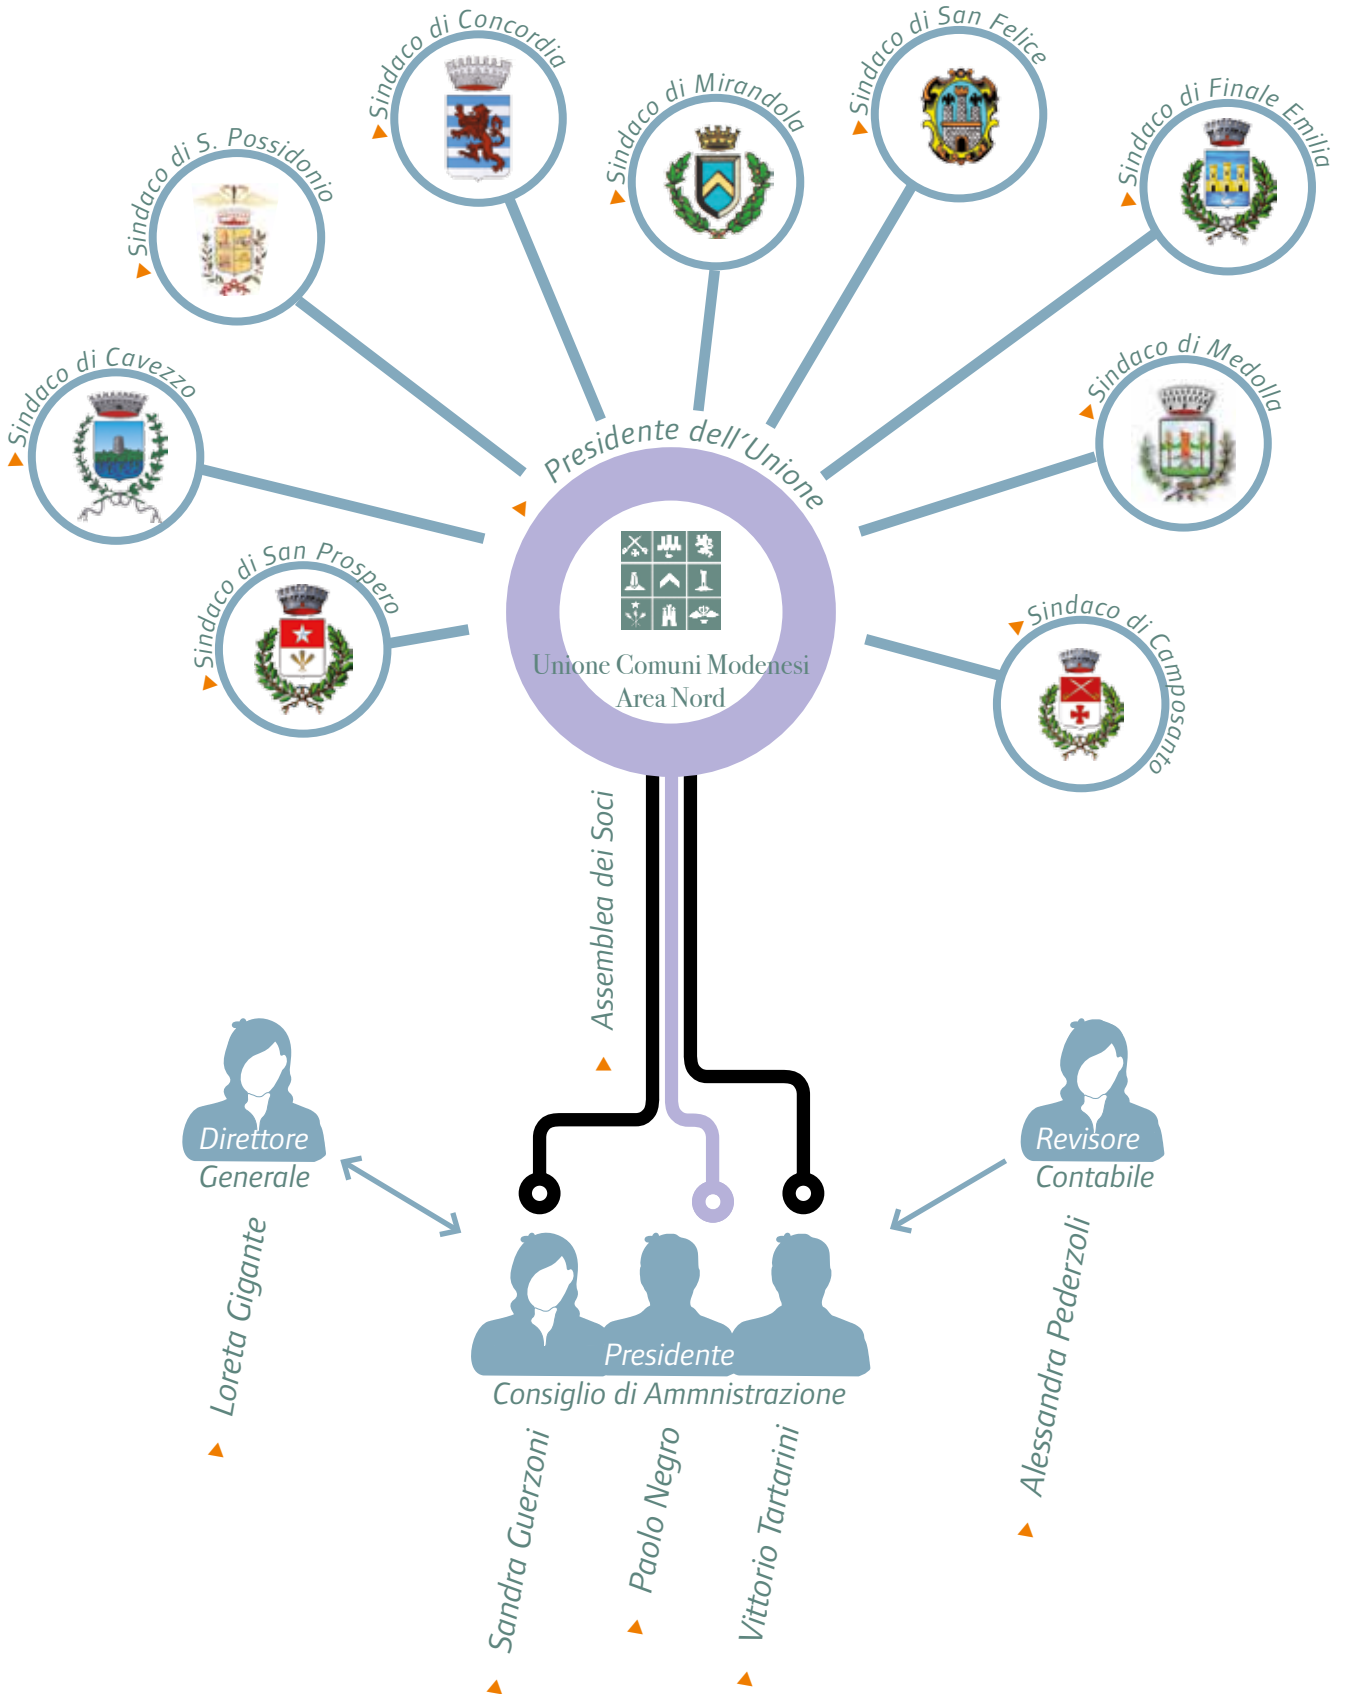 Sindaco di Concordia
Sindaco di San Felice
Sindaco di Mirandola
Sindaco di Finale Emilia
Sindaco di S. Possidonio
Sindaco di Medolla
Sindaco di Cavezzo
Presidente dell'Unione
Sindaco di San Prospero
Sindaco di Camposanto
Unione Comuni Modenesi
Area Nord
Assemblea dei Soci
Direttore
Generale
Loreta Gigante
Revisore
Contabile
Alessandra Pederzoli
Presidente
Consiglio di Ammnistrazione
Sandra Guerzoni
Paolo Negro
Vittorio Tartarini